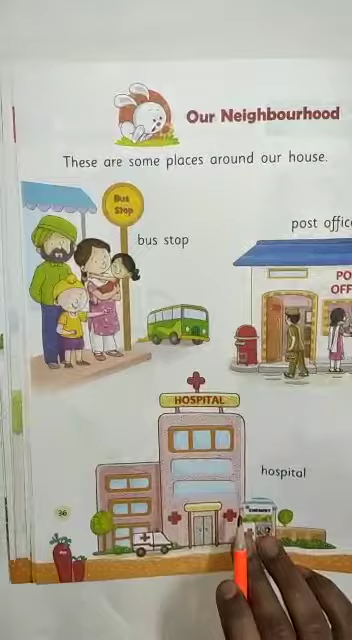 Our Neighbourhood
These are some places around our house.
Bus
Stop
bus stop
post offic
PO
OFF
HOSPITAL
hospital
36